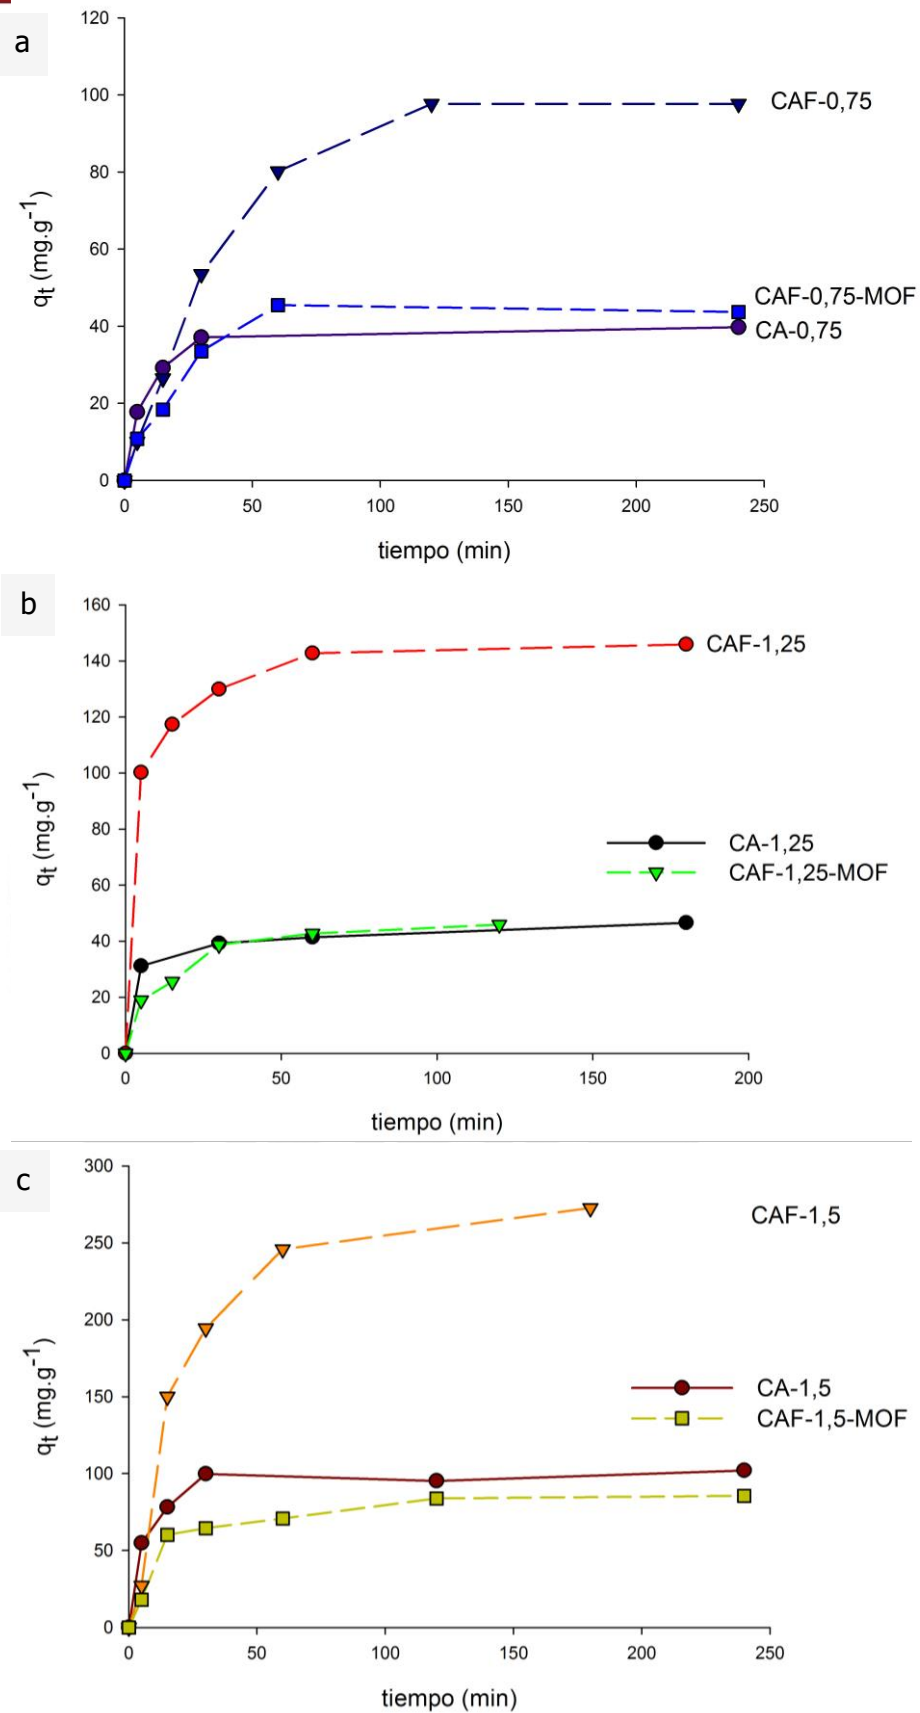 a
120
100
80
60
40
20
0
qt (mg.g-1)
CAF-0,75
CAF-0,75-MOF
CA-0,75
0 50 100 150 200 250
tiempo (min)
b
160
140
120
100
80
60
40
20
0
qt (mg.g-1)
CAF-1,25
CA-1,25
CAF-1,25-MOF
0 50 100 150 200
tiempo (min)
c
300
250
200
150
100
50
0
qt (mg.g-1)
CAF-1,5
CA-1,5
CAF-1,5-MOF
0 50 100 150 200 250
tiempo (min)